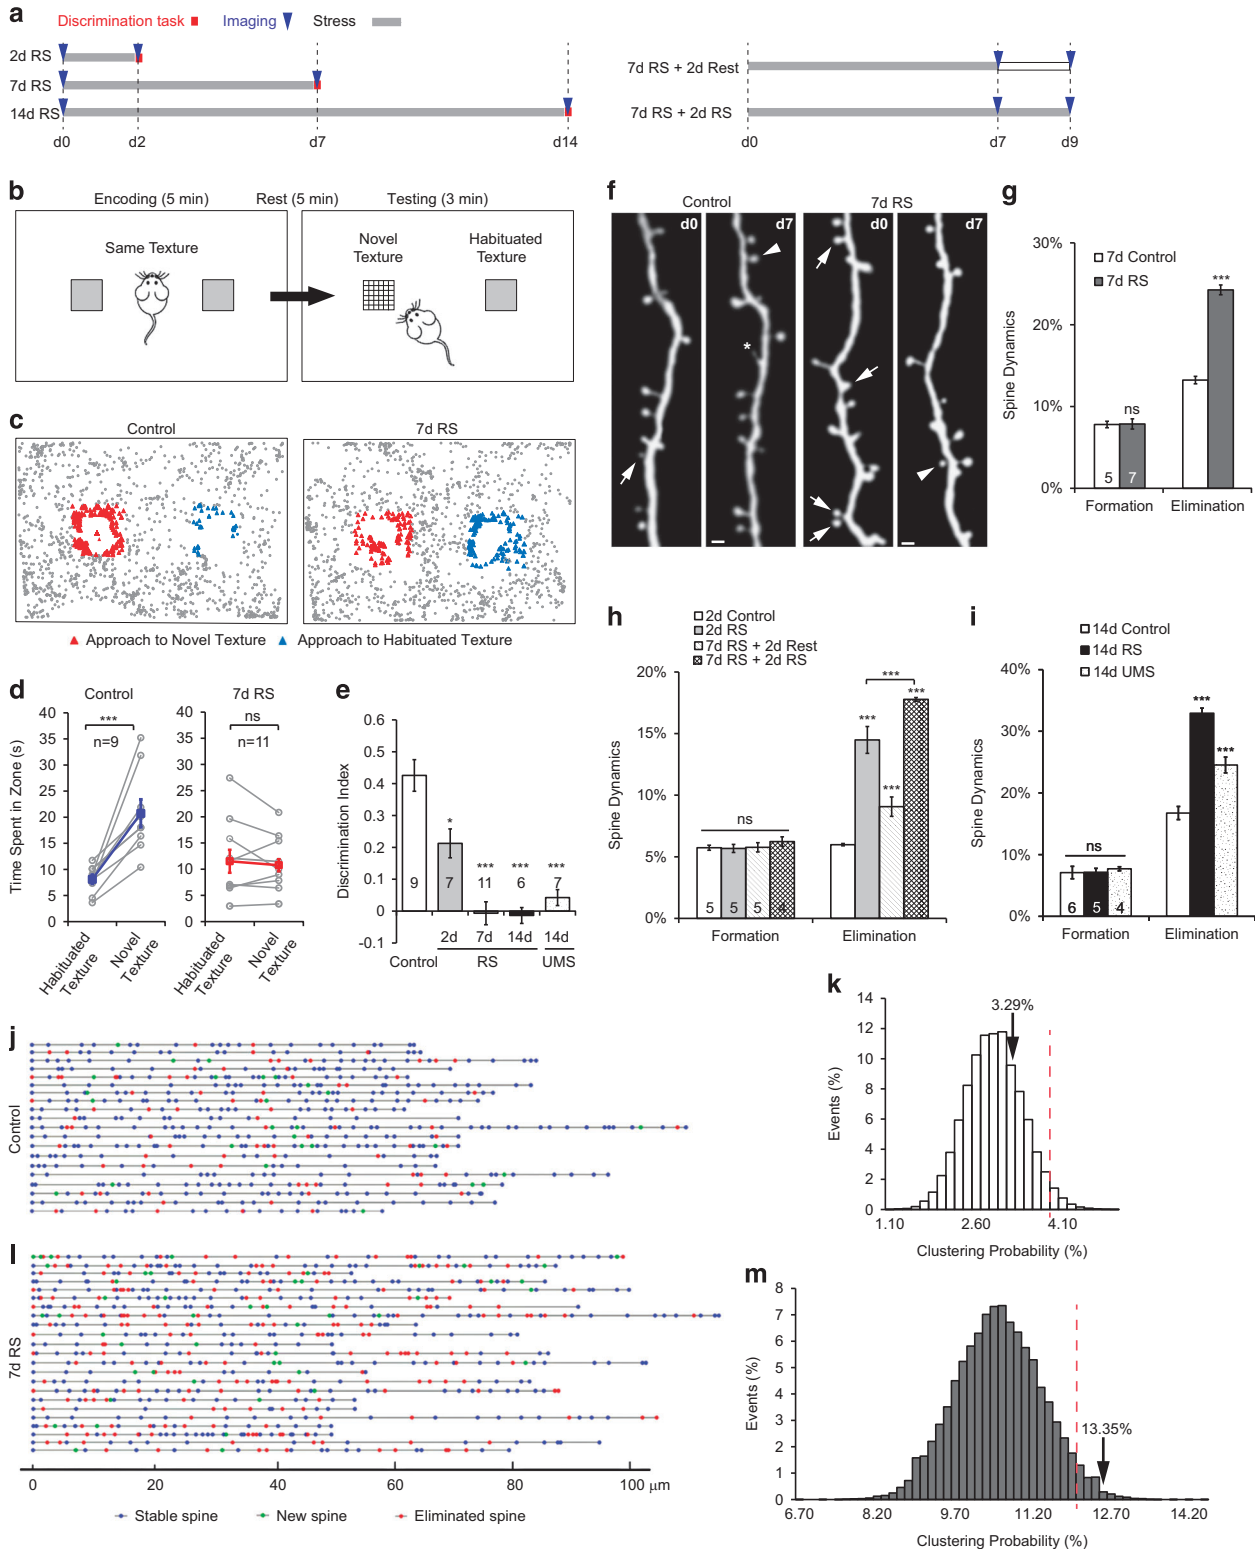 a
Discrimination task
Imaging
Stress
2d RS
7d RS
14d RS
d0
d2
d7
d14
7d RS + 2d Rest
7d RS + 2d RS
d0
d7
d9
b
Encoding (5 min)
Rest (5 min)
Testing (3 min)
Same Texture
Novel
Texture
Habituated
Texture
c
Control
7d RS
Approach to Novel Texture
Approach to Habituated Texture
d
Control
7d RS
Time Spent in Zone (s)
40
35
30
25
20
15
10
5
0
***
n=9
Habituated
Texture
Novel
Texture
40
35
30
25
20
15
10
5
0
ns
n=11
Habituated
Texture
Novel
Texture
e
Discrimination Index
0.6
0.5
0.4
0.3
0.2
0.1
0
-0.1
*
***
***
***
9
7
11
6
7
Control
2d
7d
14d
14d
RS
UMS
f
Control
7d RS
d0
d7
d0
d7
*
g
Spine Dynamics
30%
20%
10%
0%
7d Control
7d RS
***
ns
5
7
Formation
Elimination
h
2d Control
2d RS
7d RS + 2d Rest
7d RS + 2d RS
Spine Dynamics
20%
15%
10%
5%
0%
ns
***
***
***
***
5
5
5
4
Formation
Elimination
i
14d Control
14d RS
14d UMS
Spine Dynamics
40%
30%
20%
10%
0%
ns
***
***
6
5
4
Formation
Elimination
j
Control
k
Events (%)
14
12
10
8
6
4
2
0
3.29%
1.10
2.60
4.10
Clustering Probability (%)
l
7d RS
0
20
40
60
80
100 μm
Stable spine
New spine
Eliminated spine
m
Events (%)
8
7
6
5
4
3
2
1
0
13.35%
6.70
8.20
9.70
11.20
12.70
14.20
Clustering Probability (%)